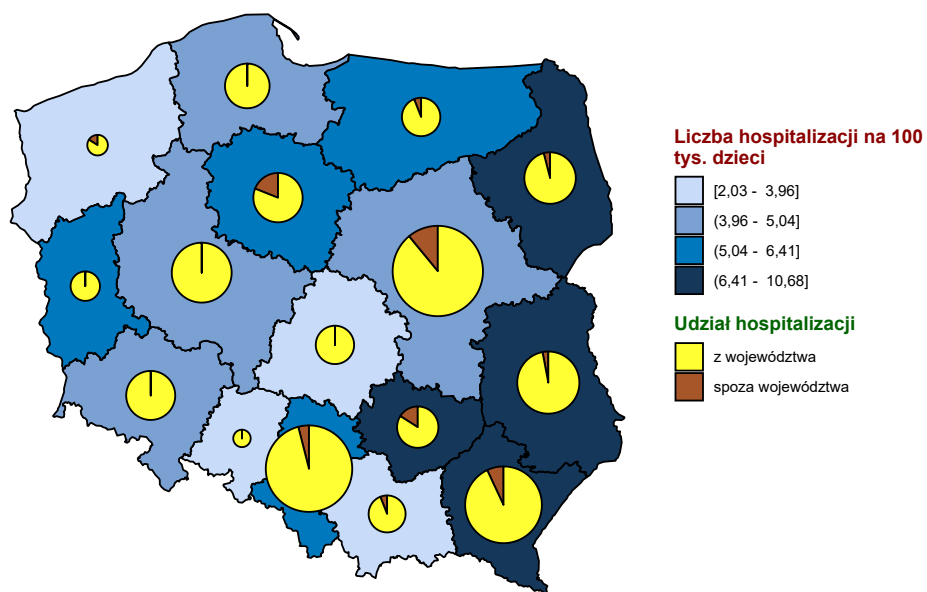 Liczba hospitalizacji na 100
tys. dzieci
[2,03 - 3,96]
(3,96 - 5,04]
(5,04 - 6,41]
(6,41 - 10,68]
Udział hospitalizacji
z województwa
spoza województwa